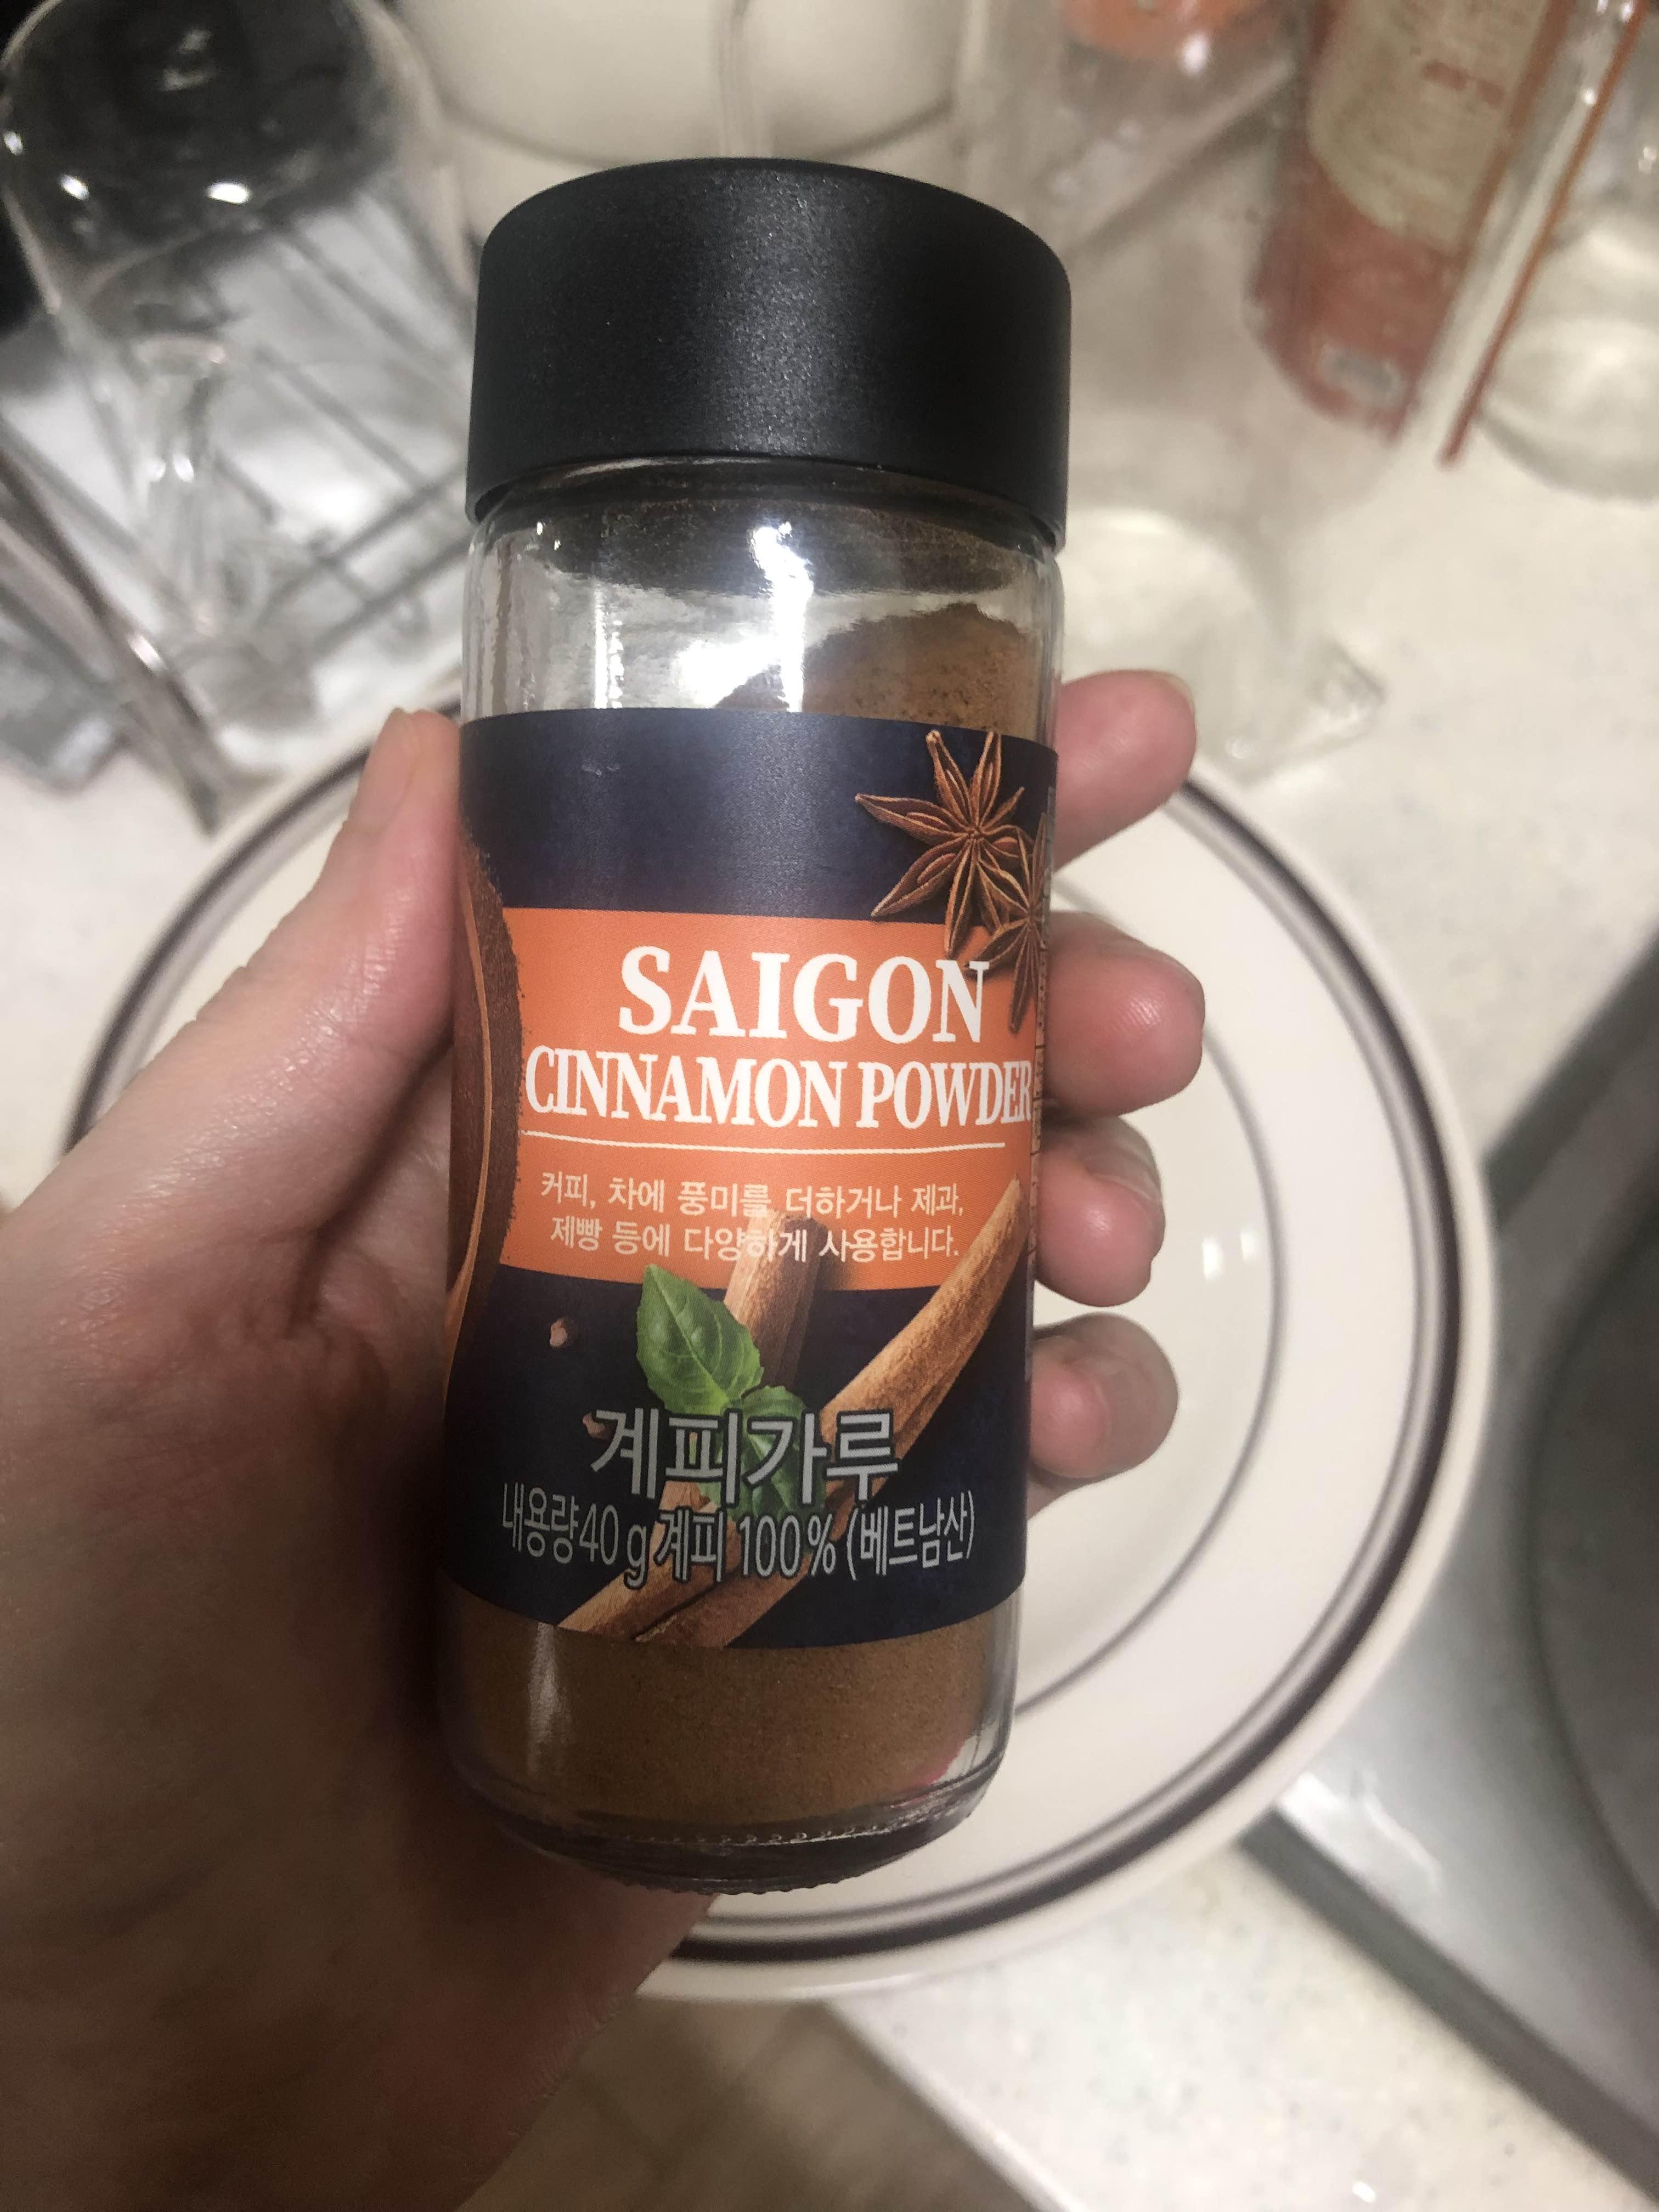 SAIGON
CINNAMON POWDER
커피, 차에 풍미를 더하거나 제과,
제빵 등에 다양하게 사용합니다.
계피가루
내용량40 g 계피 100% (베트남산)